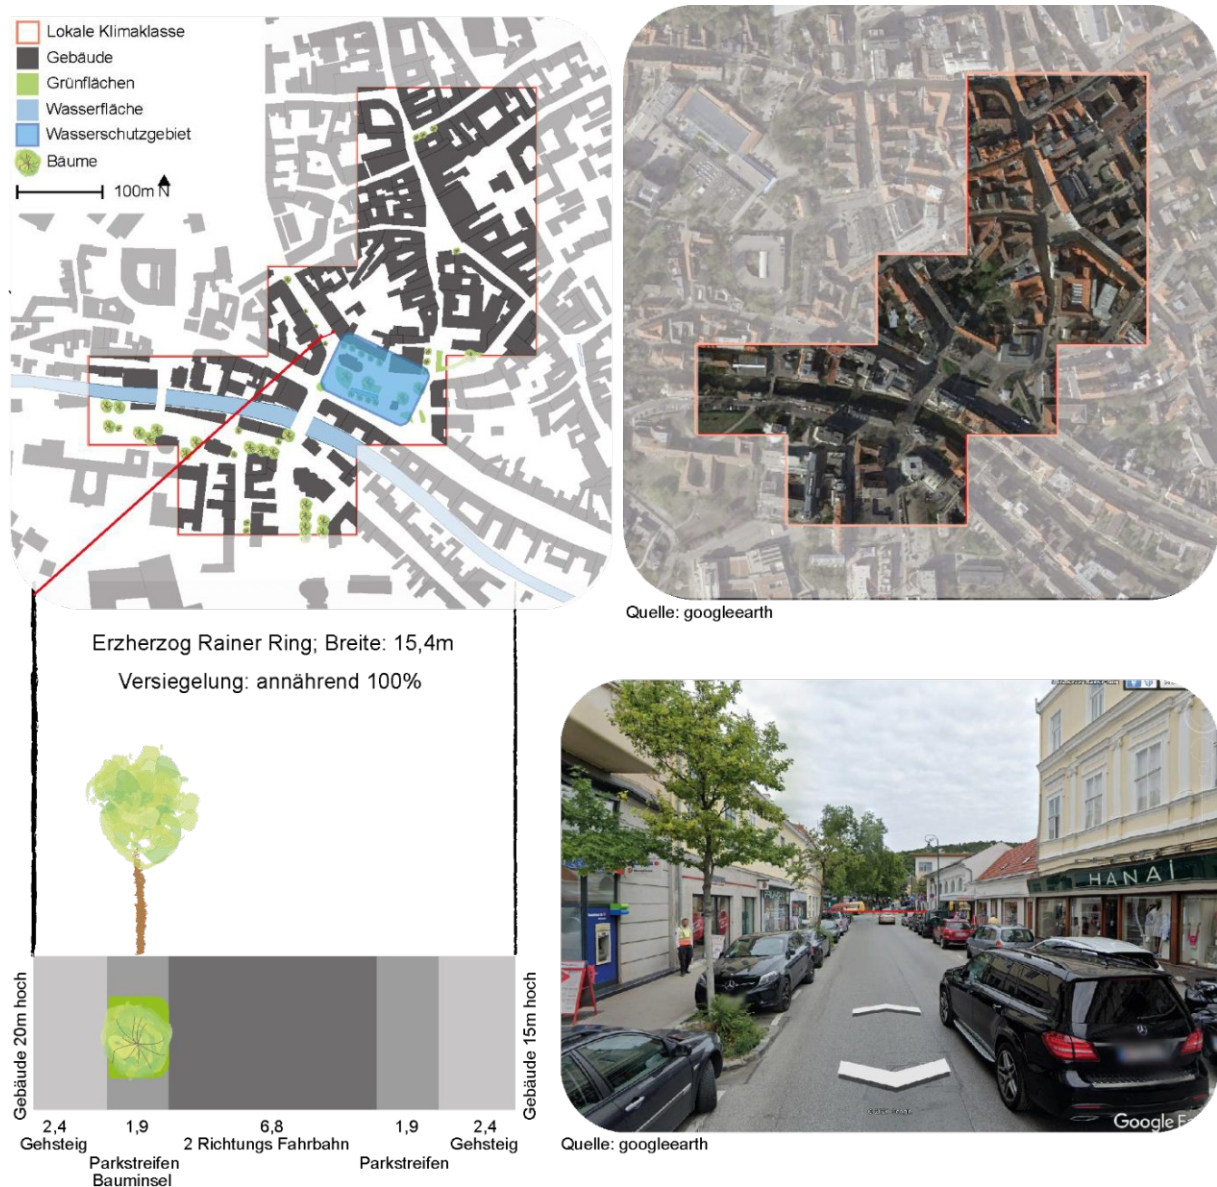 Lokale Klimaklasse
Gebäude
Grünflächen
Wasserfläche
Wasserschutzgebiet
Bäume
100m N
Quelle: googleearth
Erzherzog Rainer Ring; Breite: 15,4m
Versiegelung: annährend 100%
HANAI
Gebäude 20m hoch
Gebäude 15m hoch
2,4
Gehsteig
1,9
Parkstreifen
Bauminsel
6,8
2 Richtungs Fahrbahn
1,9
Parkstreifen
2,4
Gehsteig
Google
Quelle: googleearth